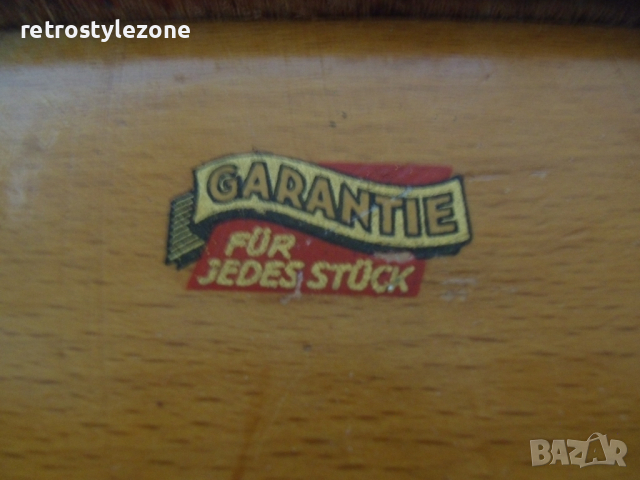 retrostylezone
GARANTIE
FÜR
JEDES STÜCK
BAZAR